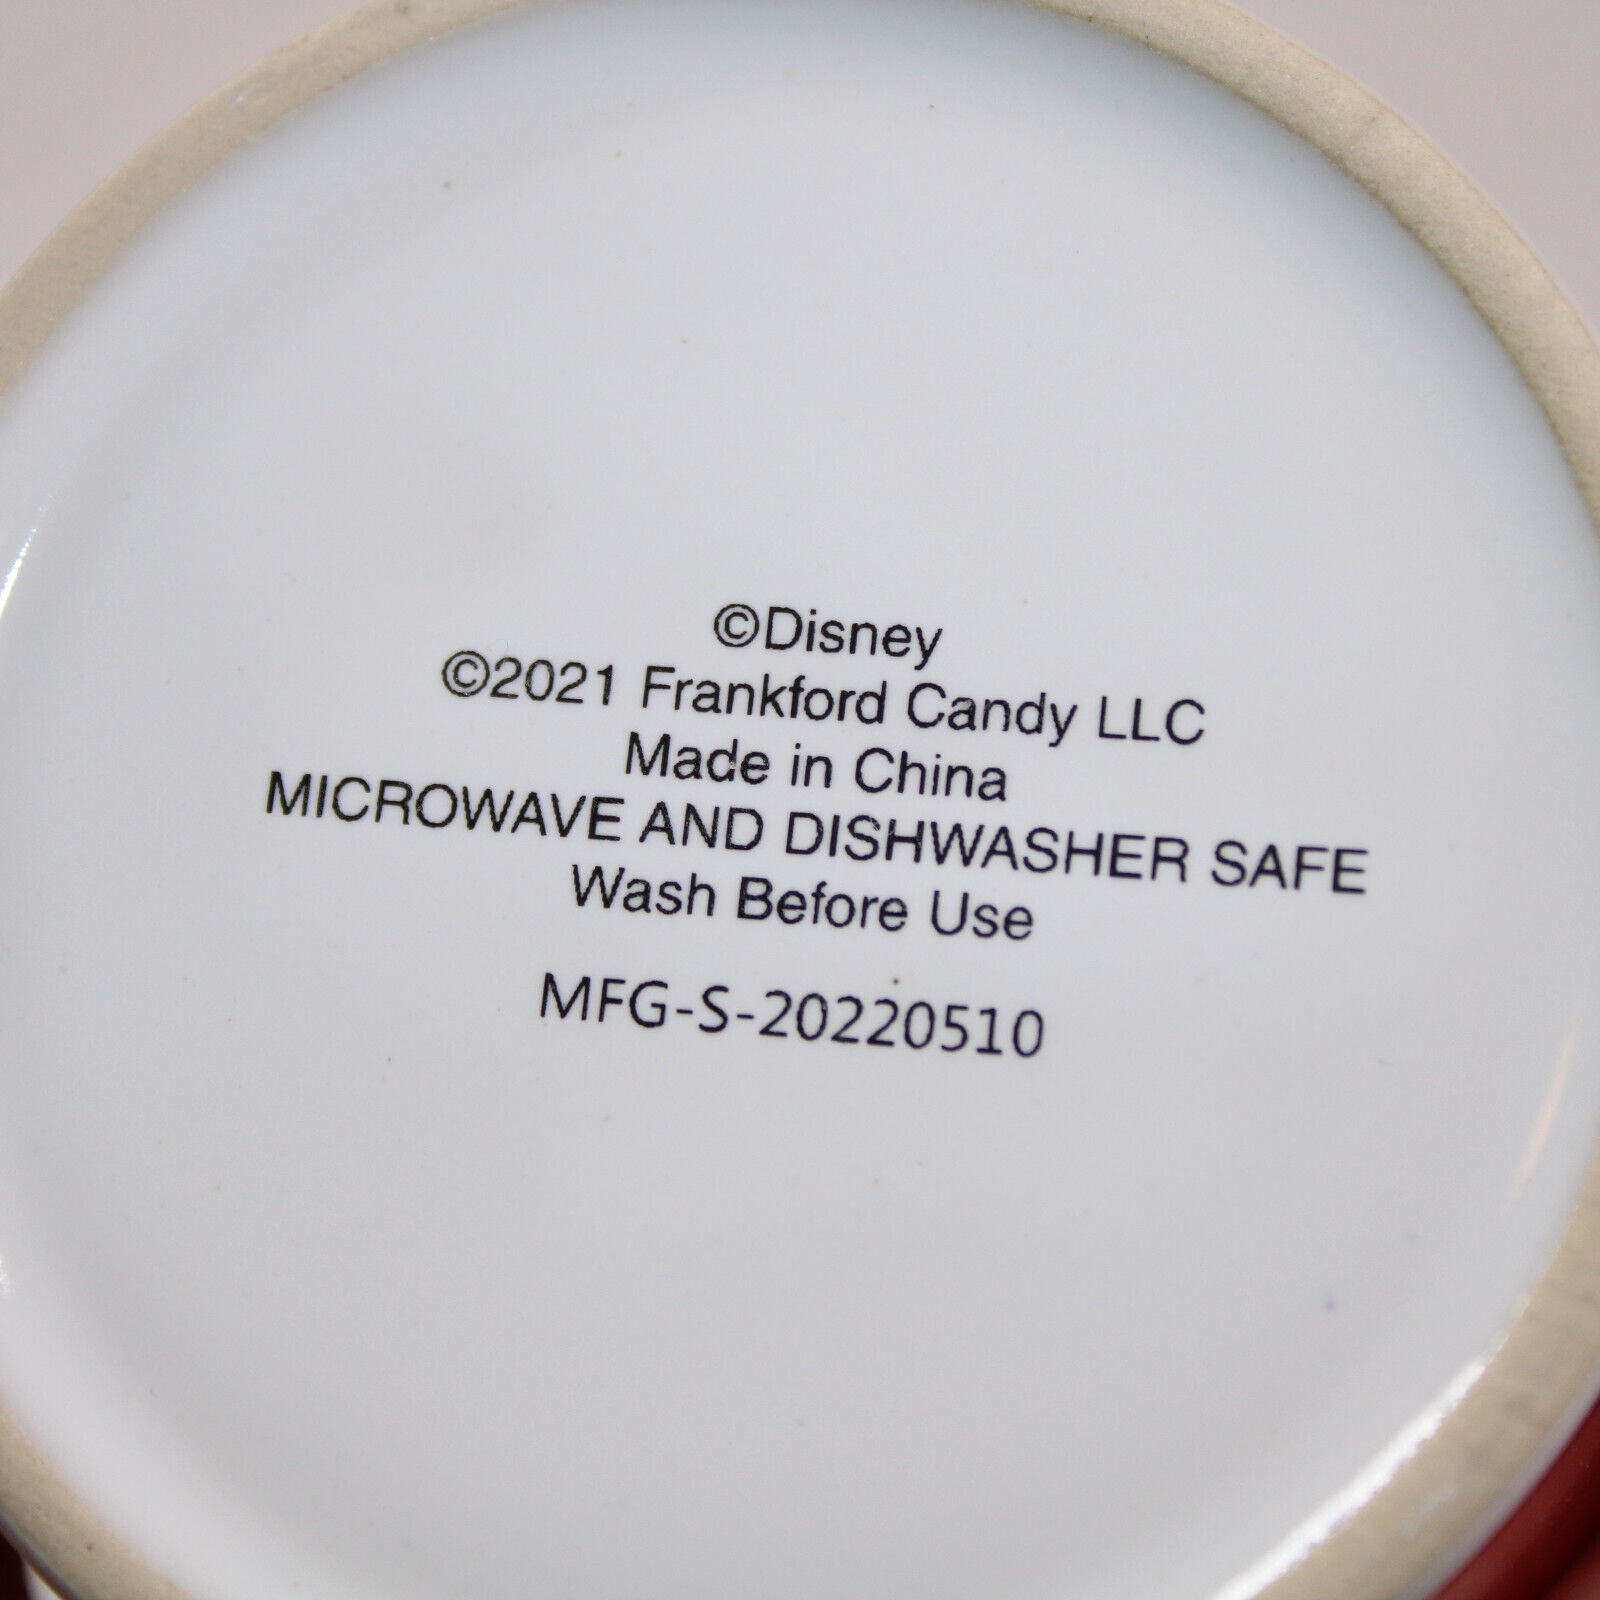 ©Disney
©2021 Frankford Candy LLC
Made in China
MICROWAVE AND DISHWASHER SAFE
Wash Before Use
MFG-S-20220510